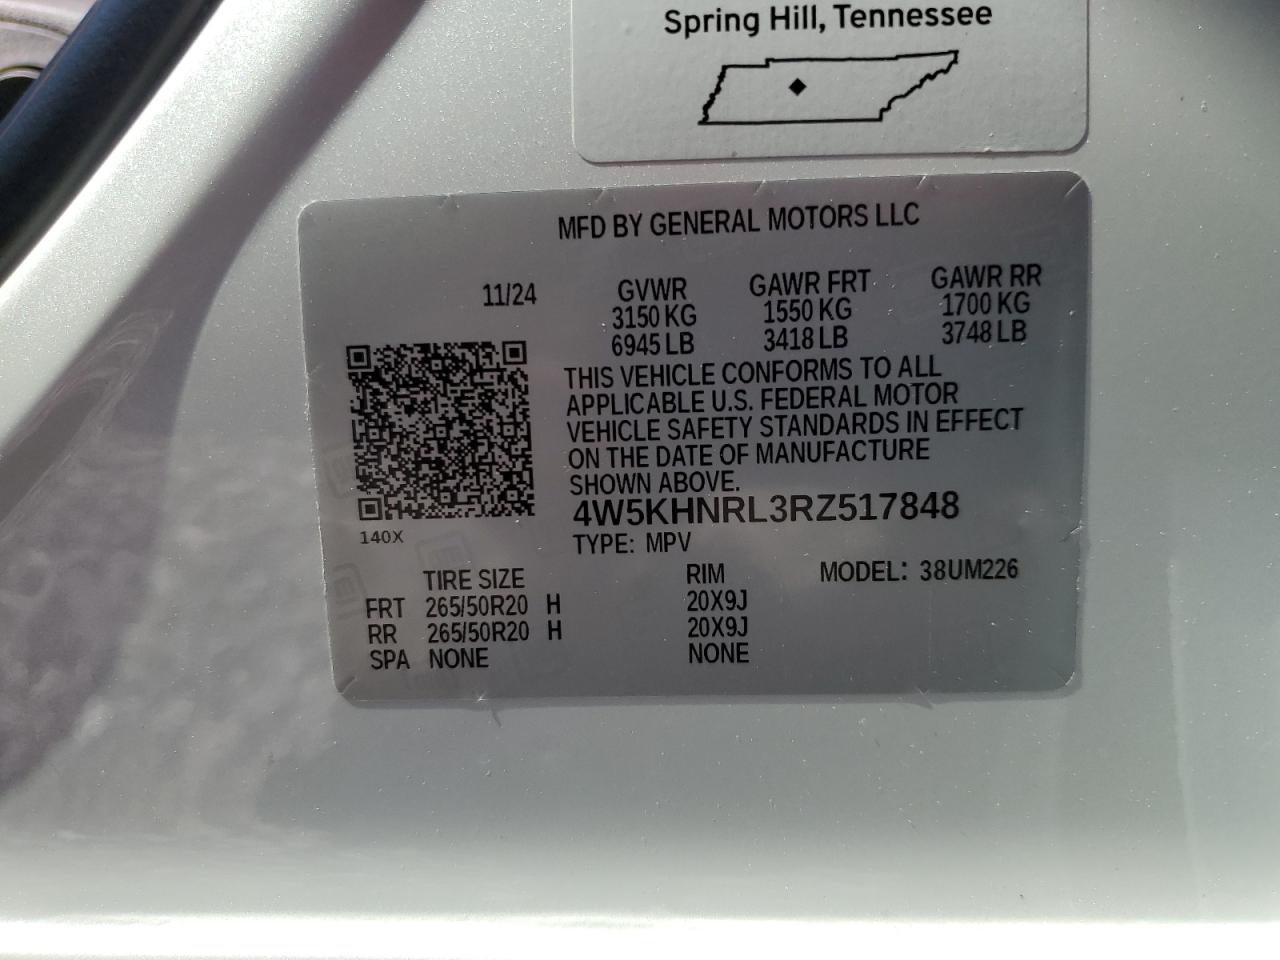 Spring Hill, Tennessee
MFD BY GENERAL MOTORS LLC
11/24 GVWR GAWR FRT GAWR RR
3150 KG 1550 KG 1700 KG
6945 LB 3418 LB 3748 LB
THIS VEHICLE CONFORMS TO ALL
APPLICABLE U.S. FEDERAL MOTOR
VEHICLE SAFETY STANDARDS IN EFFECT
ON THE DATE OF MANUFACTURE
SHOWN ABOVE.
4W5KHNRL3RZ517848
140X
TYPE: MPV
TIRE SIZE RIM MODEL: 38UM226
FRT 265/50R20 H 20X9J
RR 265/50R20 H 20X9J
SPA NONE NONE